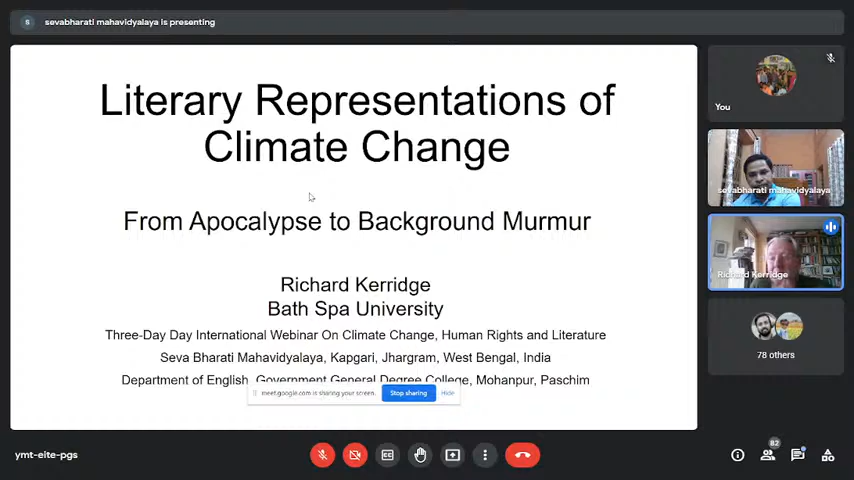 S sevabharati mahavidyalaya is presenting
Literary Representations of
Climate Change
From Apocalypse to Background Murmur
Richard Kerridge
Bath Spa University
Three-Day Day International Webinar On Climate Change, Human Rights and Literature
Seva Bharati Mahavidyalaya, Kapgari, Jhargram, West Bengal, India
Department of English, Government General Degree College, Mohanpur, Paschim
meet.google.com is sharing your screen. Stop sharing Hide
You
sevabharati mahavidyalaya
Richard Kerridge
78 others
ymt-eite-pgs
82